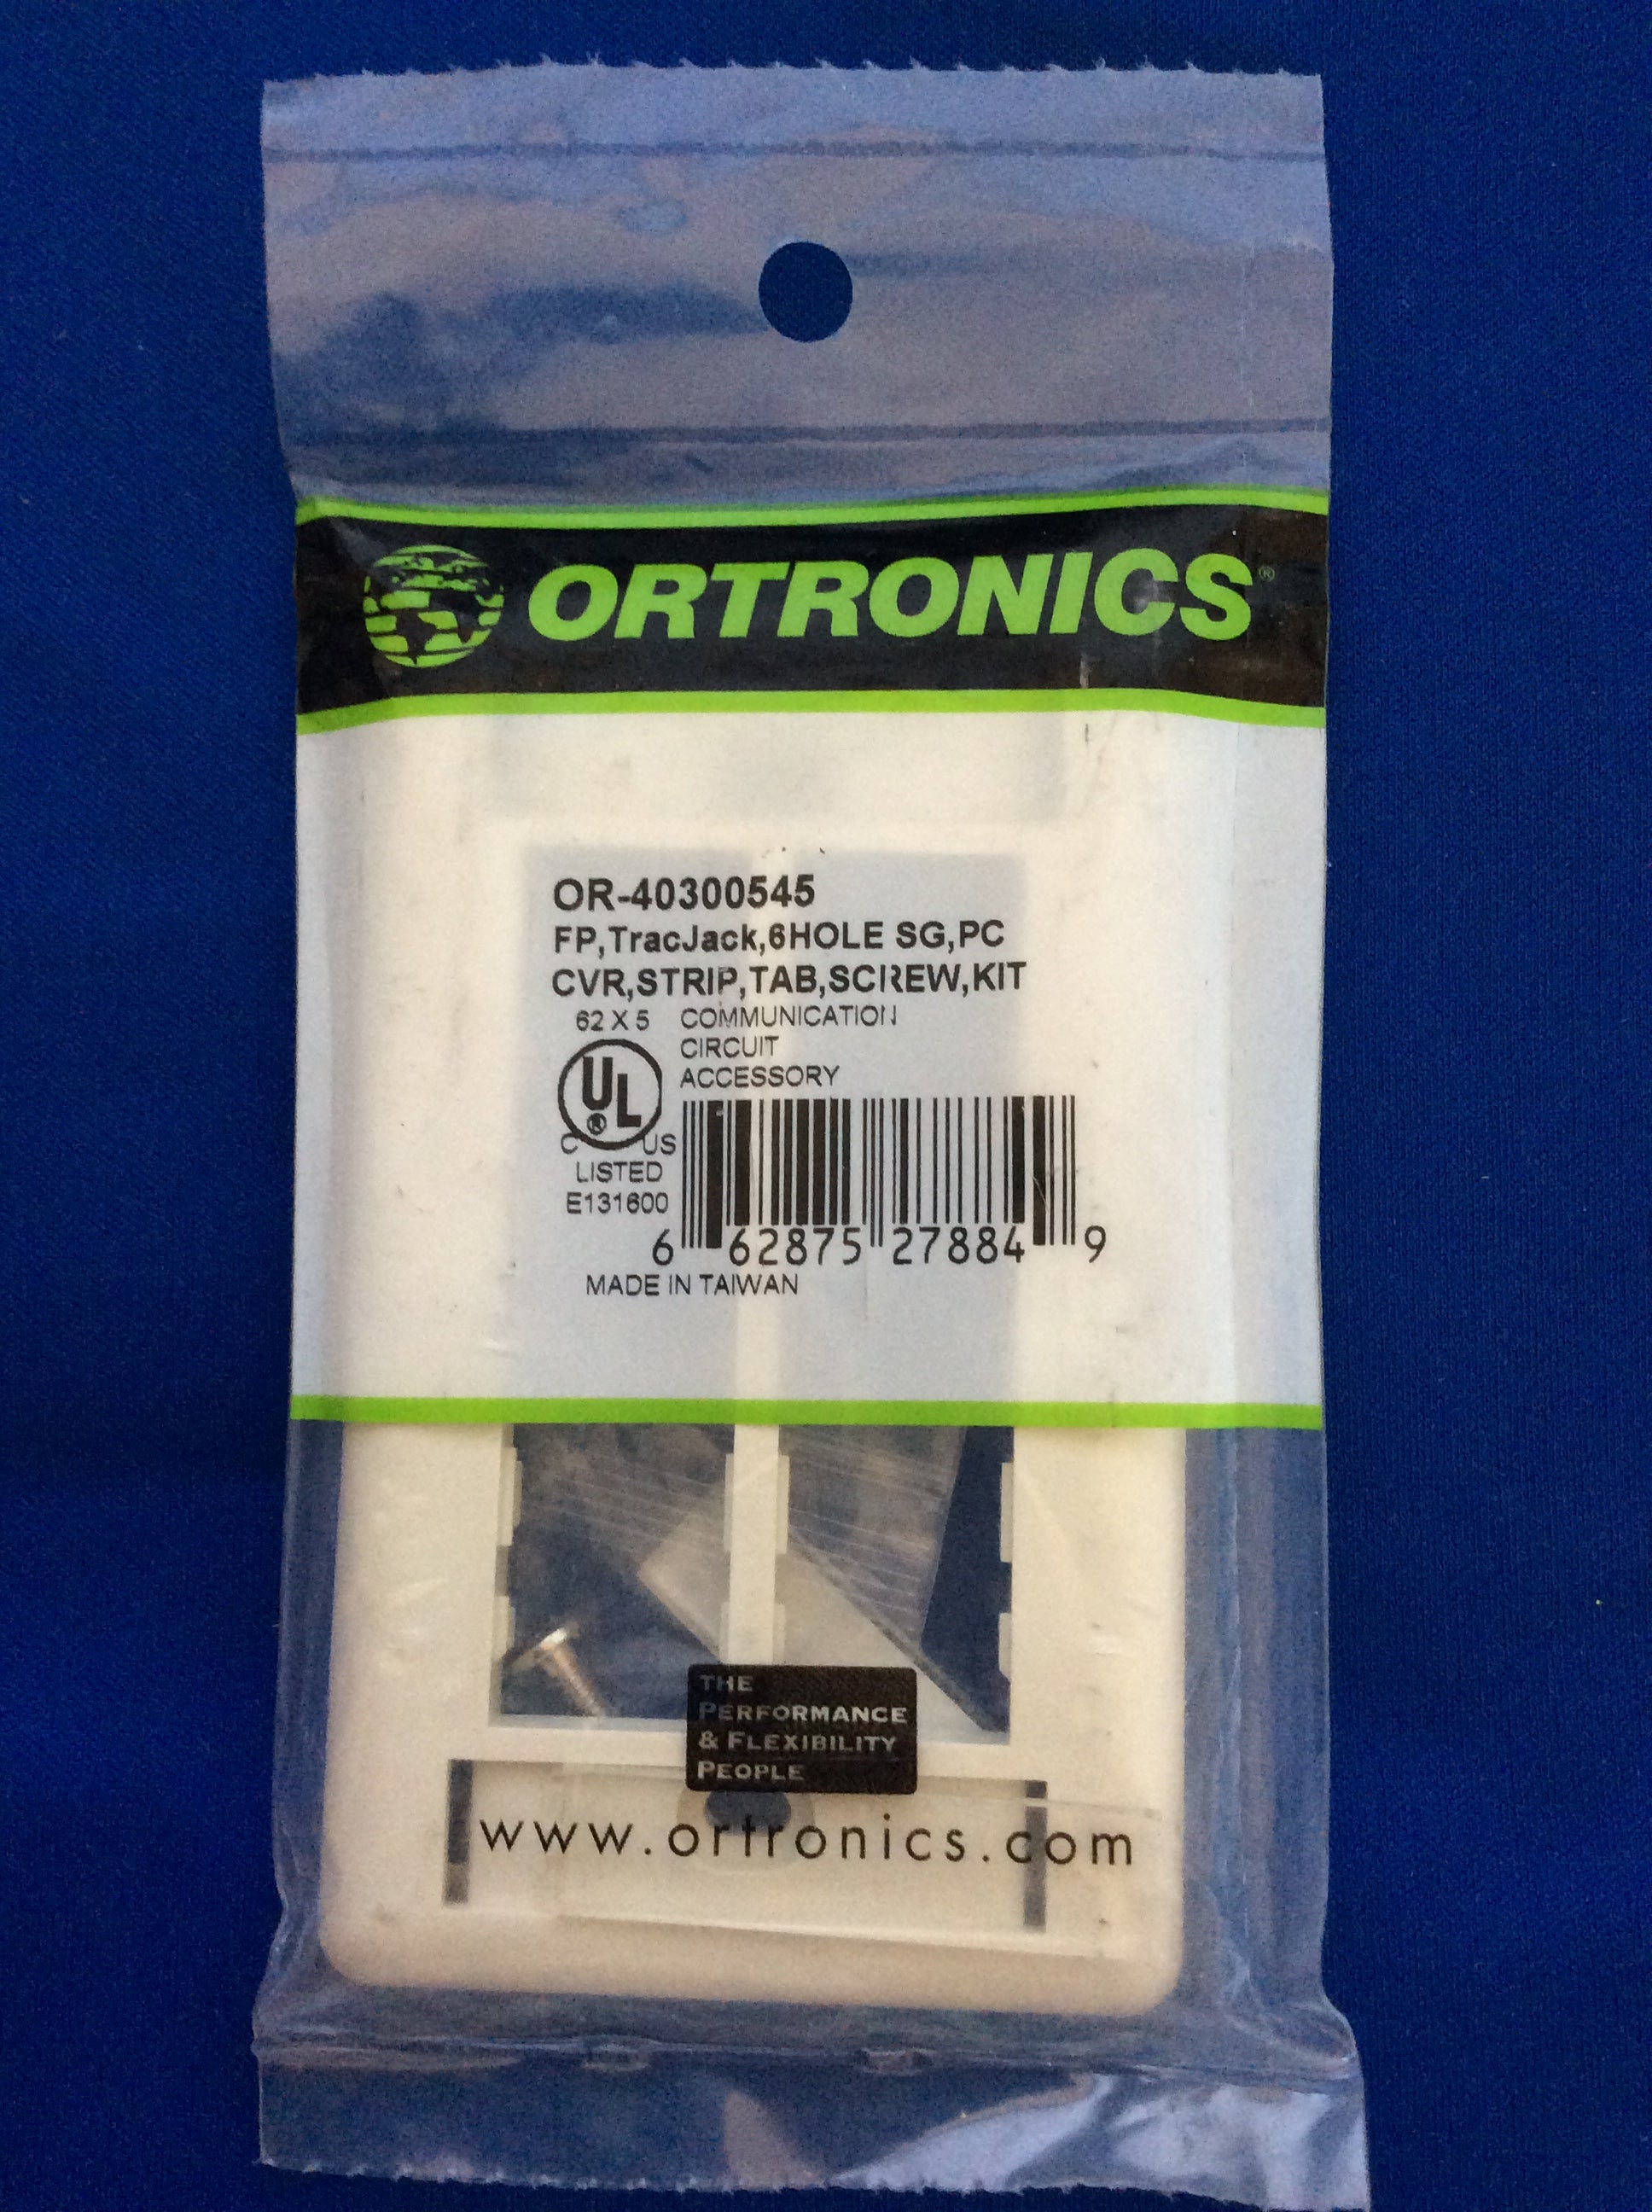 ORTRONICS®
OR-40300545
FP,TracJack,6HOLE SG,PC
CVR,STRIP,TAB,SCREW,KIT
62 X 5 COMMUNICATION
CIRCUIT
ACCESSORY
UL
®
C US
LISTED
E131600
6 62875 27884 9
MADE IN TAIWAN
THE
PERFORMANCE
& FLEXIBILITY
PEOPLE
www.ortronics.com